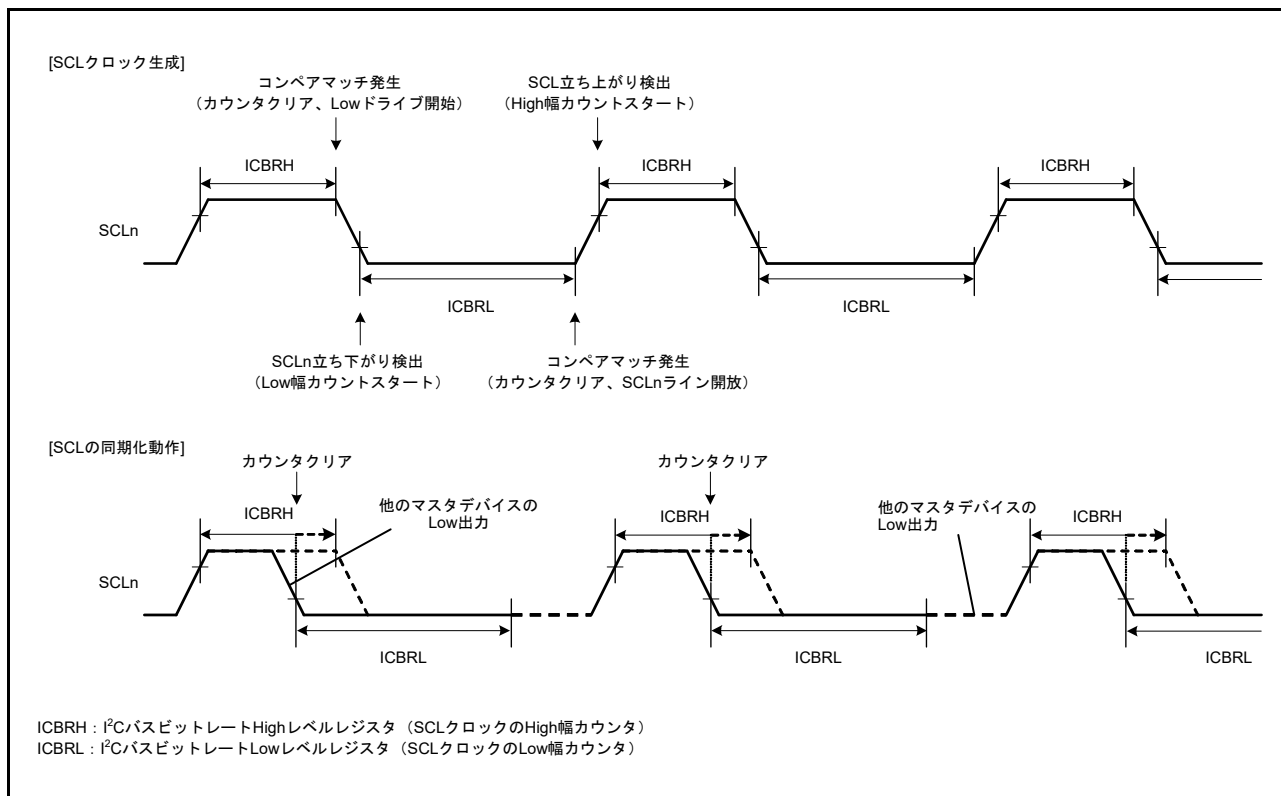 [SCLクロック生成]
コンペアマッチ発生
（カウンタクリア、Lowドライブ開始）
SCL立ち上がり検出
（High幅カウントスタート）
ICBRH
ICBRH
ICBRH
SCLn
ICBRL
ICBRL
SCLn立ち下がり検出
（Low幅カウントスタート）
コンペアマッチ発生
（カウンタクリア、SCLnライン開放）
[SCLの同期化動作]
カウンタクリア
カウンタクリア
他のマスタデバイスの
Low出力
他のマスタデバイスの
Low出力
ICBRH
ICBRH
ICBRH
SCLn
ICBRL
ICBRL
ICBRL
ICBRH：I²CバスビットレートHighレベルレジスタ（SCLクロックのHigh幅カウンタ）
ICBRL：I²CバスビットレートLowレベルレジスタ（SCLクロックのLow幅カウンタ）